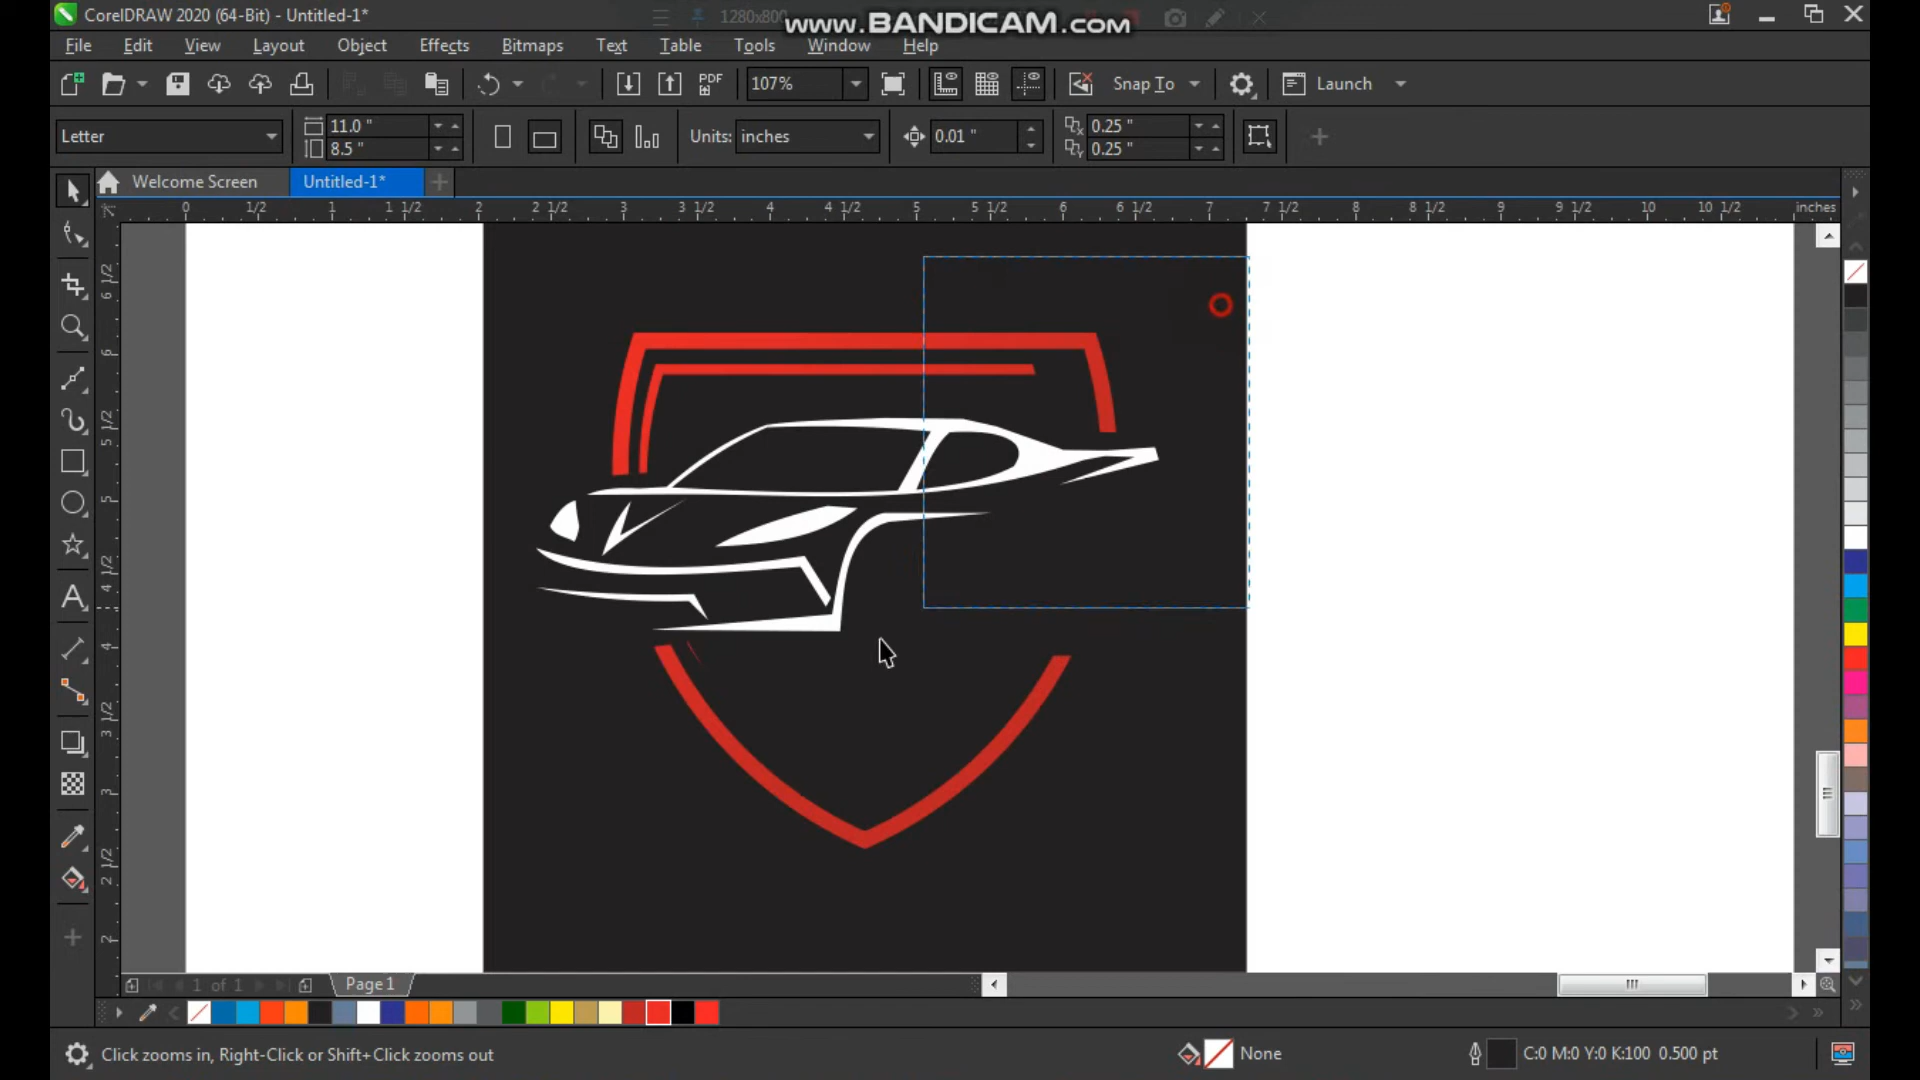 CorelDRAW 2020 (64-Bit) - Untitled-1*
1280x800
www.BANDICAM.com
File Edit View Layout Object Effects Bitmaps Text Table Tools Window Help
PDF 107% Snap To Launch
Letter 11.0 " 8.5 " Units: inches 0.01 " 0.25 " 0.25 "
Welcome Screen Untitled-1*
0 1/2 1 1 1/2 2 2 1/2 3 3 1/2 4 4 1/2 5 5 1/2 6 6 1/2 7 7 1/2 8 8 1/2 9 9 1/2 10 10 1/2 inches
1 of 1 Page 1
Click zooms in, Right-Click or Shift+Click zooms out None C:0 M:0 Y:0 K:100 0.500 pt